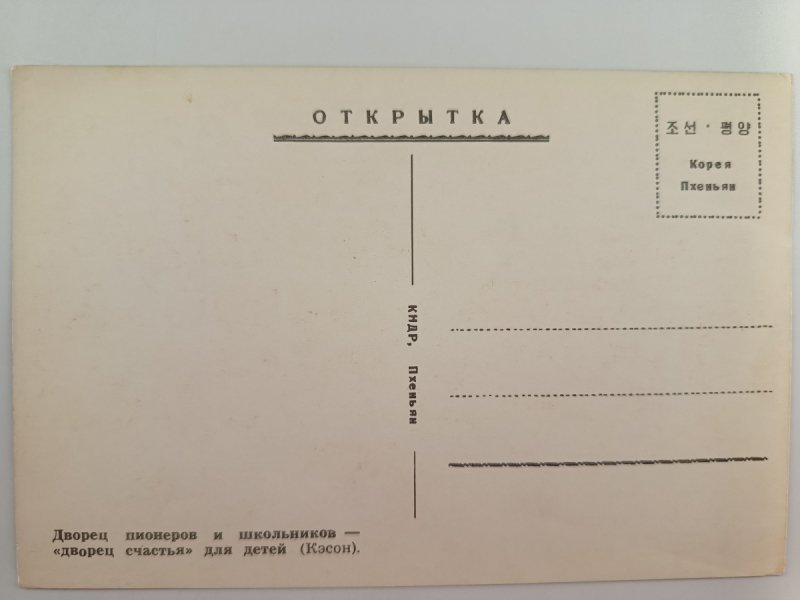 ОТКРЫТКА
조선 · 평양
Корея
Пхеньян
КНДР, Пхеньян
Дворец пионеров и школьников —
«дворец счастья» для детей (Кэсон).